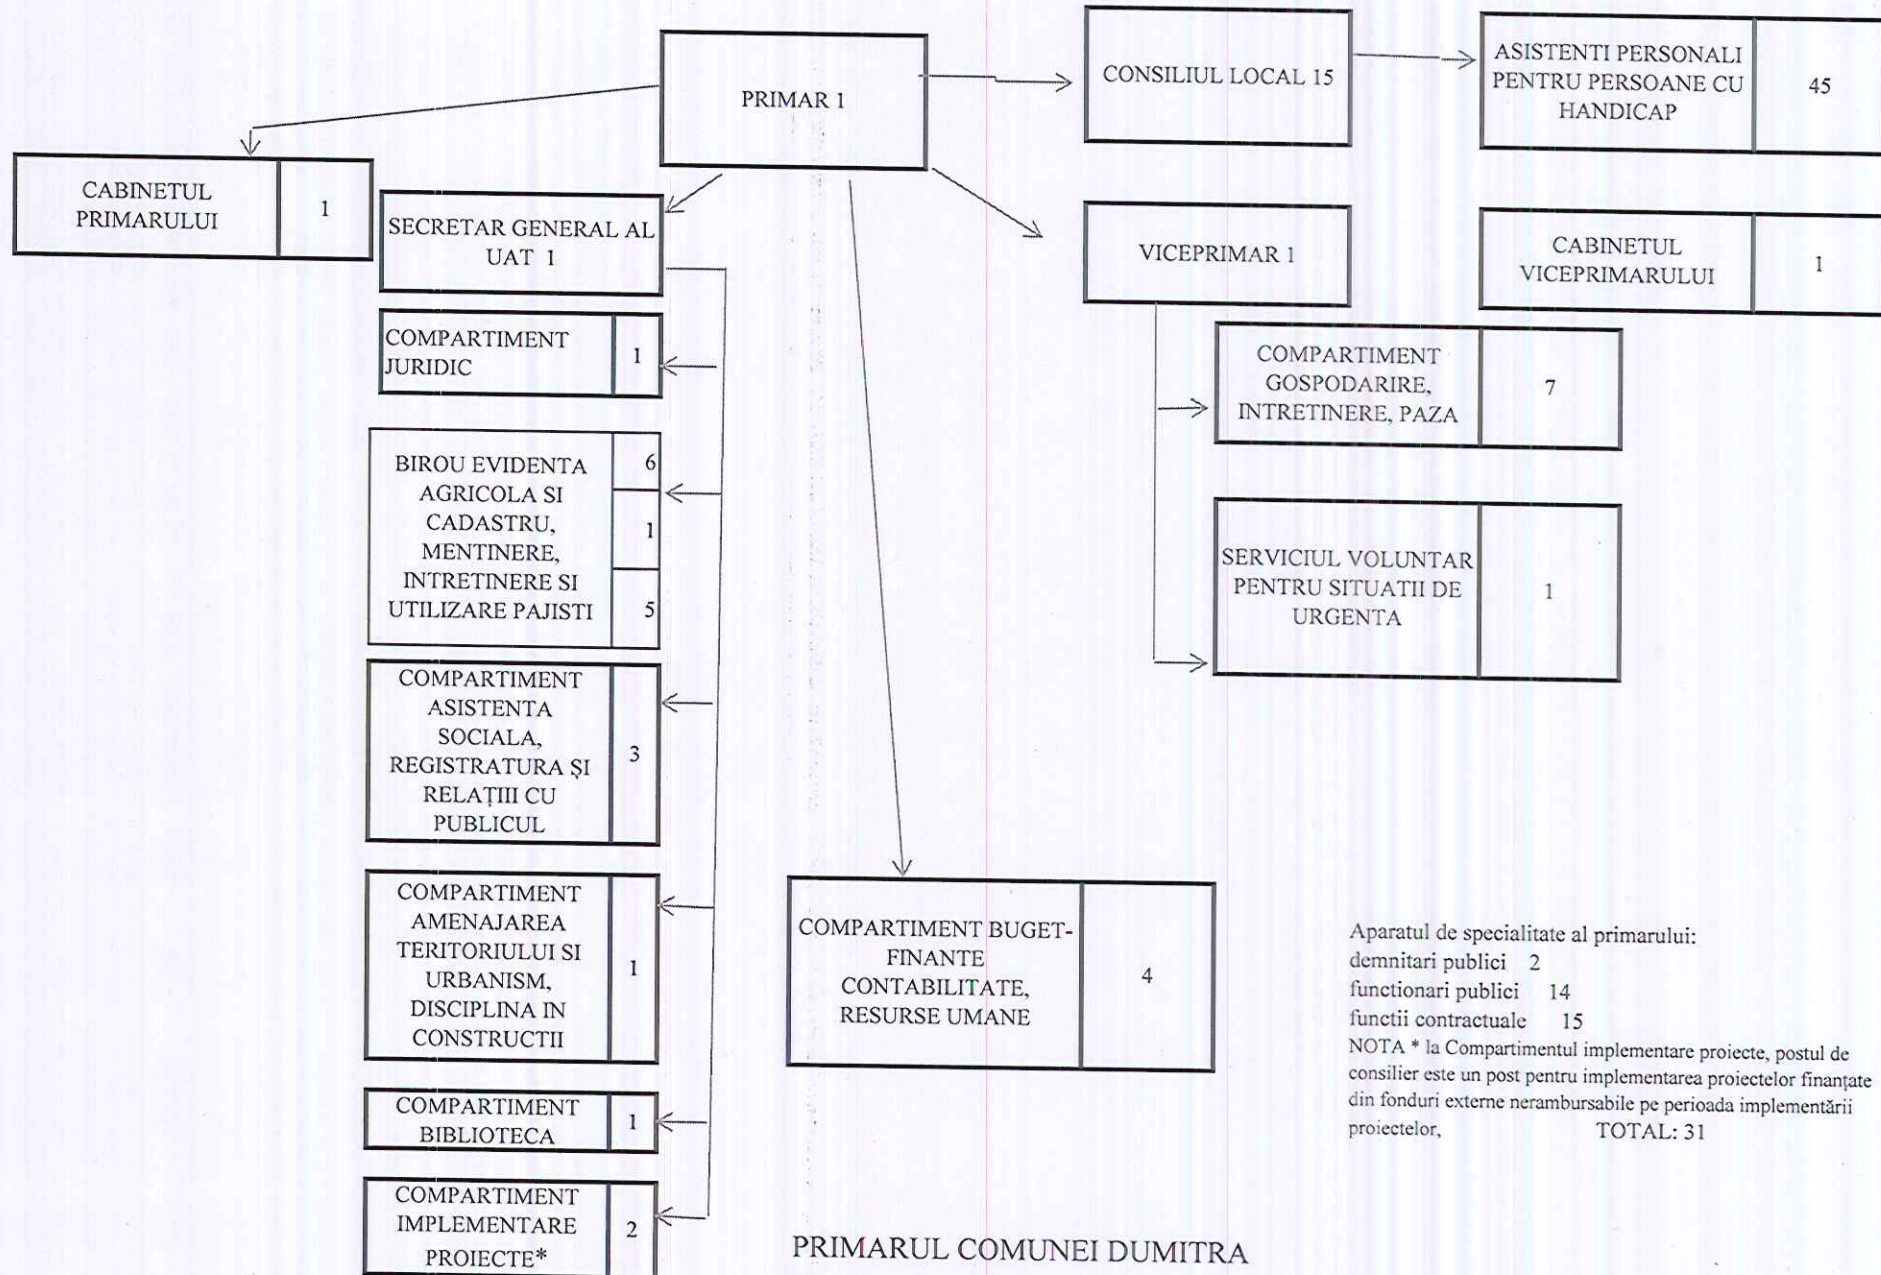 PRIMAR 1
CONSILIUL LOCAL 15
ASISTENTI PERSONALI
PENTRU PERSOANE CU
HANDICAP
45
CABINETUL
PRIMARULUI
1
SECRETAR GENERAL AL
UAT 1
VICEPRIMAR 1
CABINETUL
VICEPRIMARULUI
1
COMPARTIMENT
JURIDIC
1
COMPARTIMENT
GOSPODARIRE,
INTRETINERE, PAZA
7
BIROU EVIDENTA
AGRICOLA SI
CADASTRU,
MENTINERE,
INTRETINERE SI
UTILIZARE PAJISTI
6
1
5
SERVICIUL VOLUNTAR
PENTRU SITUATII DE
URGENTA
1
COMPARTIMENT
ASISTENTA
SOCIALA,
REGISTRATURA ȘI
RELAȚIII CU
PUBLICUL
3
COMPARTIMENT
AMENAJAREA
TERITORIULUI SI
URBANISM,
DISCIPLINA IN
CONSTRUCTII
1
COMPARTIMENT BUGET-
FINANTE
CONTABILITATE,
RESURSE UMANE
4
COMPARTIMENT
BIBLIOTECA
1
COMPARTIMENT
IMPLEMENTARE
PROIECTE*
2
Aparatul de specialitate al primarului:
demnitari publici 2
functionari publici 14
functii contractuale 15
NOTA * la Compartimentul implementare proiecte, postul de
consilier este un post pentru implementarea proiectelor finanțate
din fonduri externe nerambursabile pe perioada implementării
proiectelor, TOTAL: 31
PRIMARUL COMUNEI DUMITRA